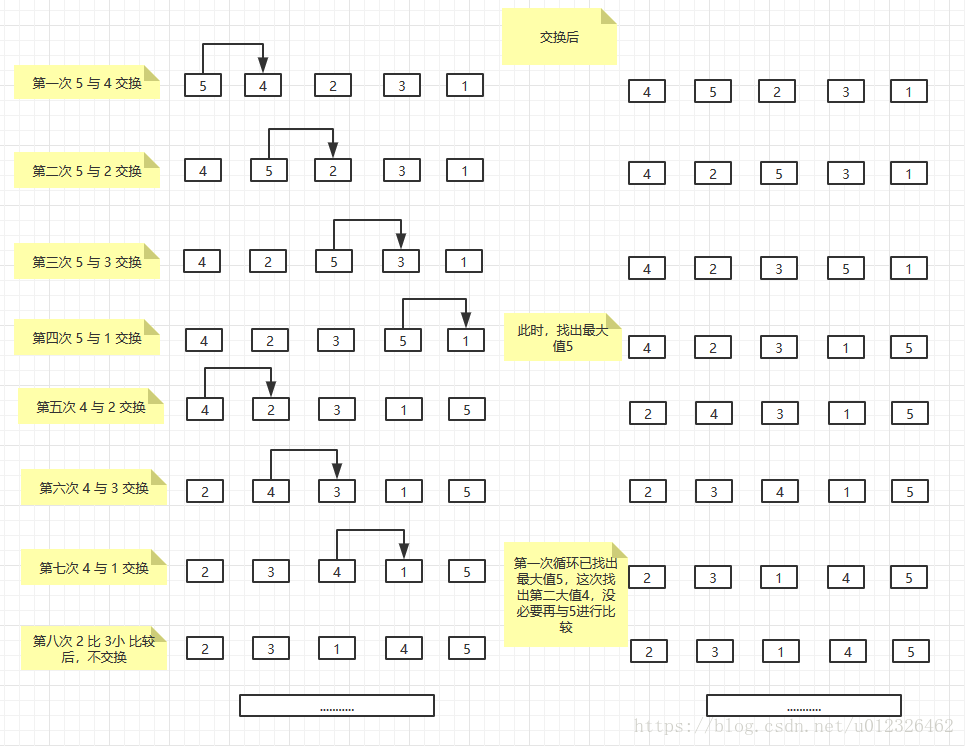 交换后
第一次 5 与 4 交换 5 4 2 3 1 4 5 2 3 1
第二次 5 与 2 交换 4 5 2 3 1 4 2 5 3 1
第三次 5 与 3 交换 4 2 5 3 1 4 2 3 5 1
第四次 5 与 1 交换 4 2 3 5 1 4 2 3 1 5
此时，找出最大
值5
第五次 4 与 2 交换 4 2 3 1 5 2 4 3 1 5
第六次 4 与 3 交换 2 4 3 1 5 2 3 4 1 5
第七次 4 与 1 交换 2 3 4 1 5 2 3 1 4 5
第一次循环已找出
最大值5，这次找
出第二大值4，没
必要再与5进行比
较
第八次 2 比 3小 比较
后，不交换
2 3 1 4 5 2 3 1 4 5
........... ...........
https://blog.csdn.net/u012326462